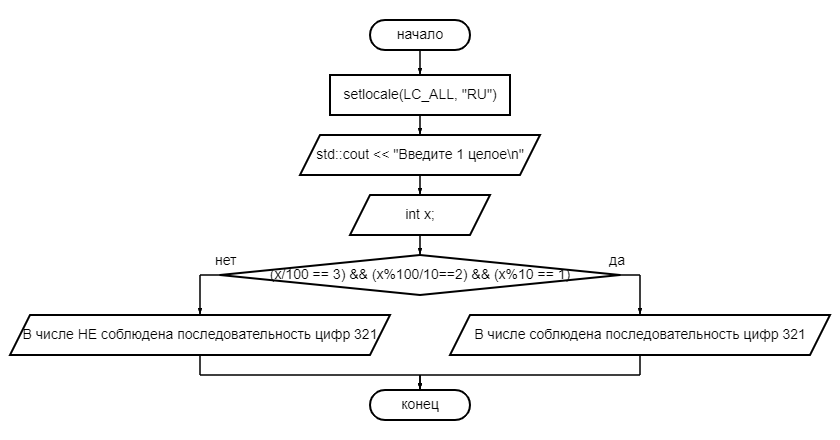 начало
setlocale(LC_ALL, "RU")
std::cout << "Введите 1 целое\n"
int x;
нет
да
(x/100 == 3) && (x%100/10==2) && (x%10 == 1)
В числе НЕ соблюдена последовательность цифр 321
В числе соблюдена последовательность цифр 321
конец